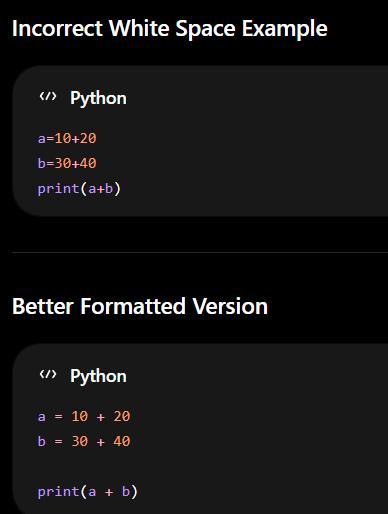 Incorrect White Space Example
</> Python
a=10+20
b=30+40
print(a+b)
Better Formatted Version
</> Python
a = 10 + 20
b = 30 + 40
print(a + b)